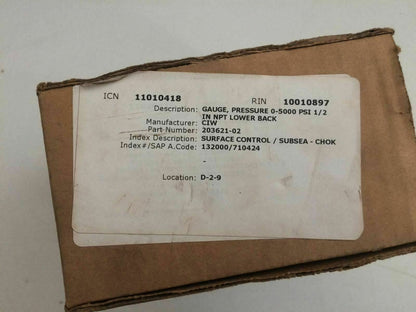 ICN 11010418 RIN 10010897
Description: GAUGE, PRESSURE 0-5000 PSI 1/2
IN NPT LOWER BACK
Manufacturer: CIW
Part-Number: 203621-02
Index Description: SURFACE CONTROL / SUBSEA - CHOK
Index#/SAP A.Code: 132000/710424
-
Location: D-2-9